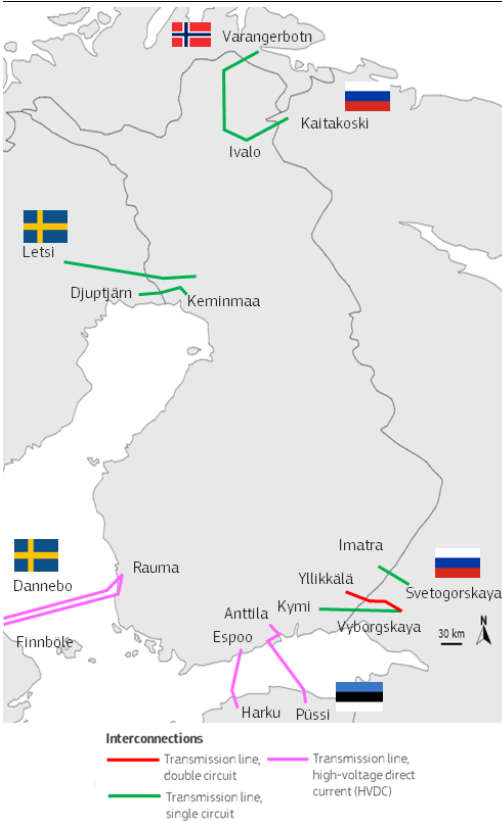 Varangerbotn
Kaitakoski
Ivalo
Letsi
Djuptjärn
Keminmaa
Imatra
Dannebo
Rauma
Yllikkälä
Svetogorskaya
Anttila
Kymi
Vyborgskaya
Finnböle
Espoo
30 km
N
Harku
Püssi
Interconnections
Transmission line,
double circuit
Transmission line,
single circuit
Transmission line,
high-voltage direct
current (HVDC)